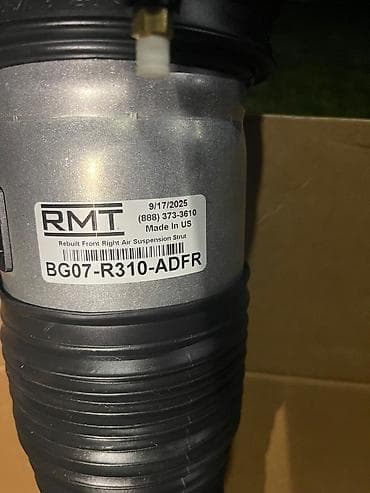 RMT
9/17/2025
(888) 373-3610
Made In US
Rebuilt Front Right Air Suspension Strut
BG07-R310-ADFR